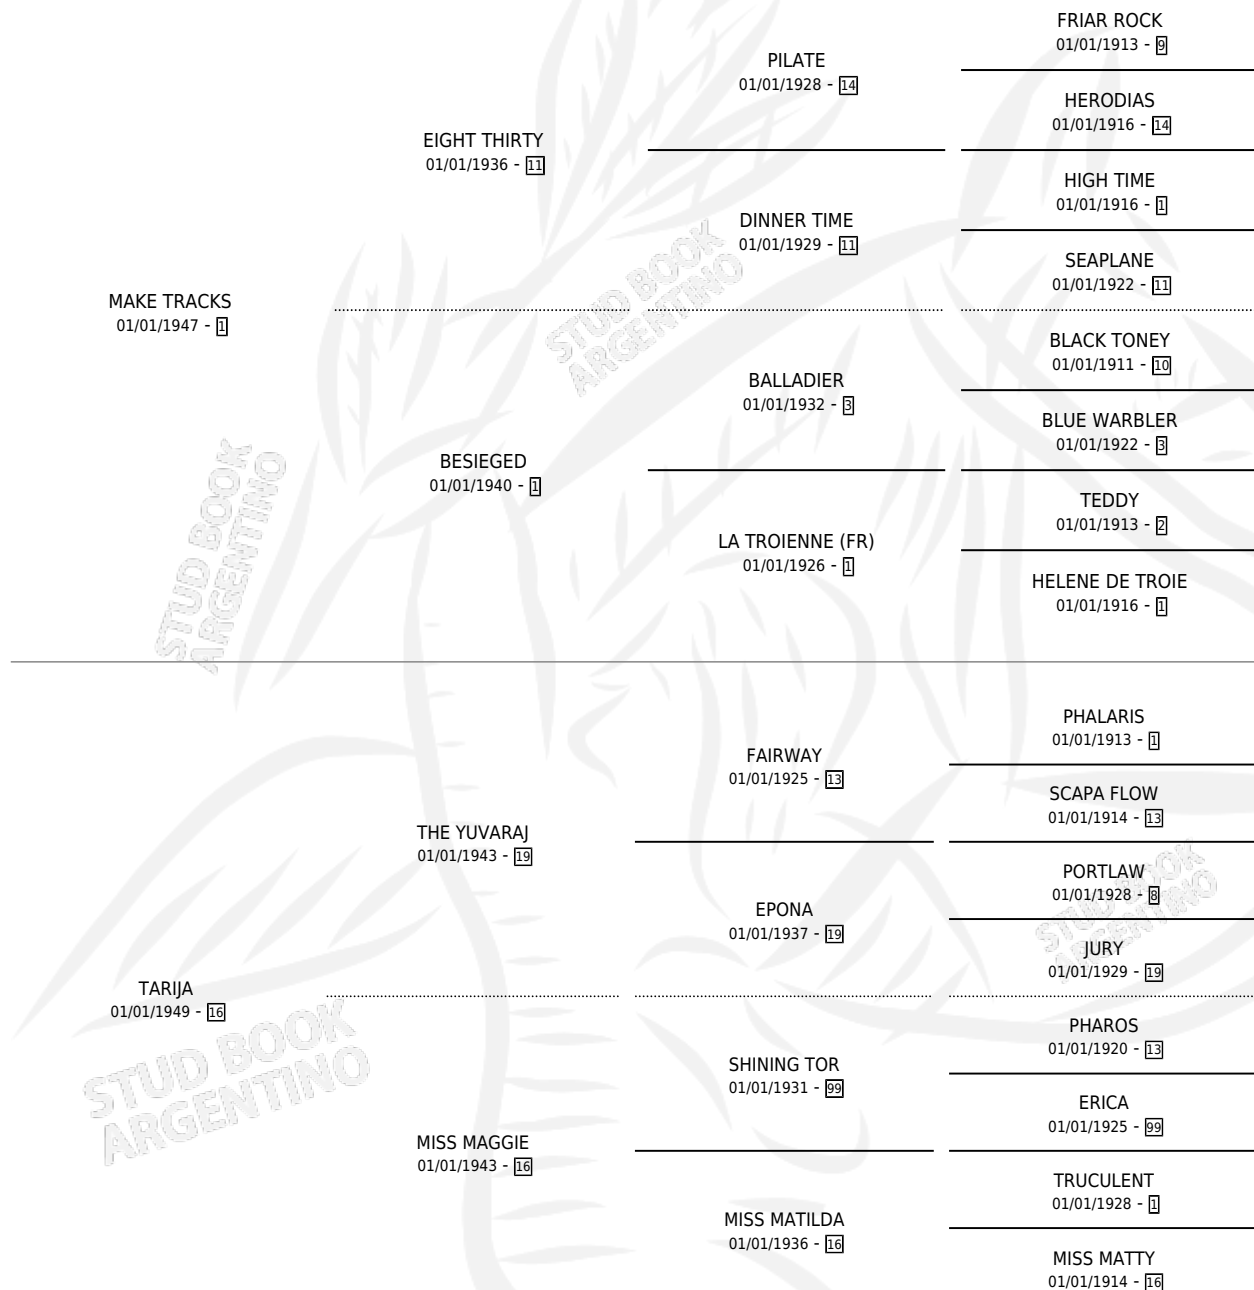 FRIAR ROCK
01/01/1913 - 9
PILATE
01/01/1928 - 14
HERODIAS
01/01/1916 - 14
EIGHT THIRTY
01/01/1936 - 11
HIGH TIME
01/01/1916 - 1
DINNER TIME
01/01/1929 - 11
SEAPLANE
01/01/1922 - 11
MAKE TRACKS
01/01/1947 - 1
BLACK TONEY
01/01/1911 - 10
BALLADIER
01/01/1932 - 3
BLUE WARBLER
01/01/1922 - 3
BESIEGED
01/01/1940 - 1
TEDDY
01/01/1913 - 2
LA TROIENNE (FR)
01/01/1926 - 1
HELENE DE TROIE
01/01/1916 - 1
STUD BOOK
ARGENTINO
STUD BOOK
ARGENTINO
PHALARIS
01/01/1913 - 1
FAIRWAY
01/01/1925 - 13
SCAPA FLOW
01/01/1914 - 13
THE YUVARAJ
01/01/1943 - 19
PORTLAW
01/01/1928 - 8
EPONA
01/01/1937 - 19
JURY
01/01/1929 - 19
STUD BOOK
ARGENTINO
TARIJA
01/01/1949 - 16
PHAROS
01/01/1920 - 13
SHINING TOR
01/01/1931 - 99
ERICA
01/01/1925 - 99
STUD BOOK
ARGENTINO
MISS MAGGIE
01/01/1943 - 16
TRUCULENT
01/01/1928 - 1
MISS MATILDA
01/01/1936 - 16
MISS MATTY
01/01/1914 - 16